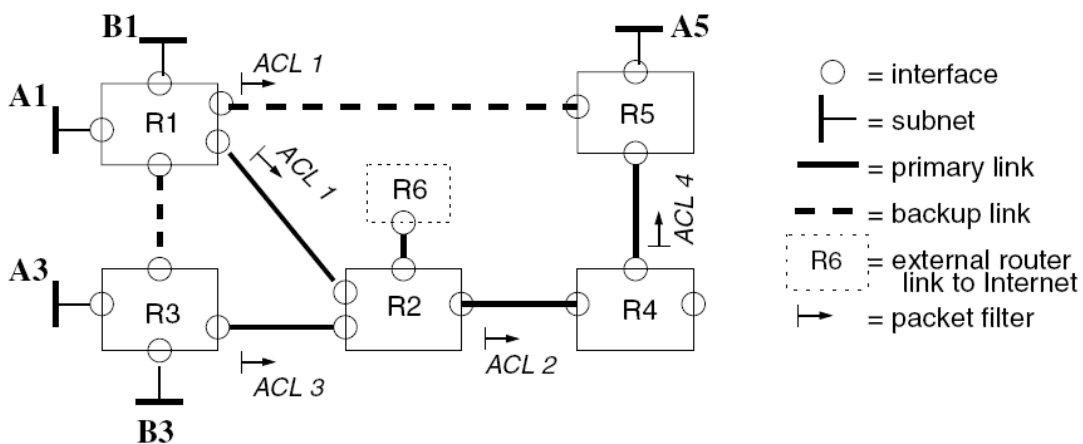 B1
A5
ACL 1
A1
R1
R5
ACL 1
R6
ACL 4
A3
R3
R2
R4
ACL 3
ACL 2
B3
= interface
= subnet
= primary link
= backup link
R6 = external router
link to Internet
= packet filter